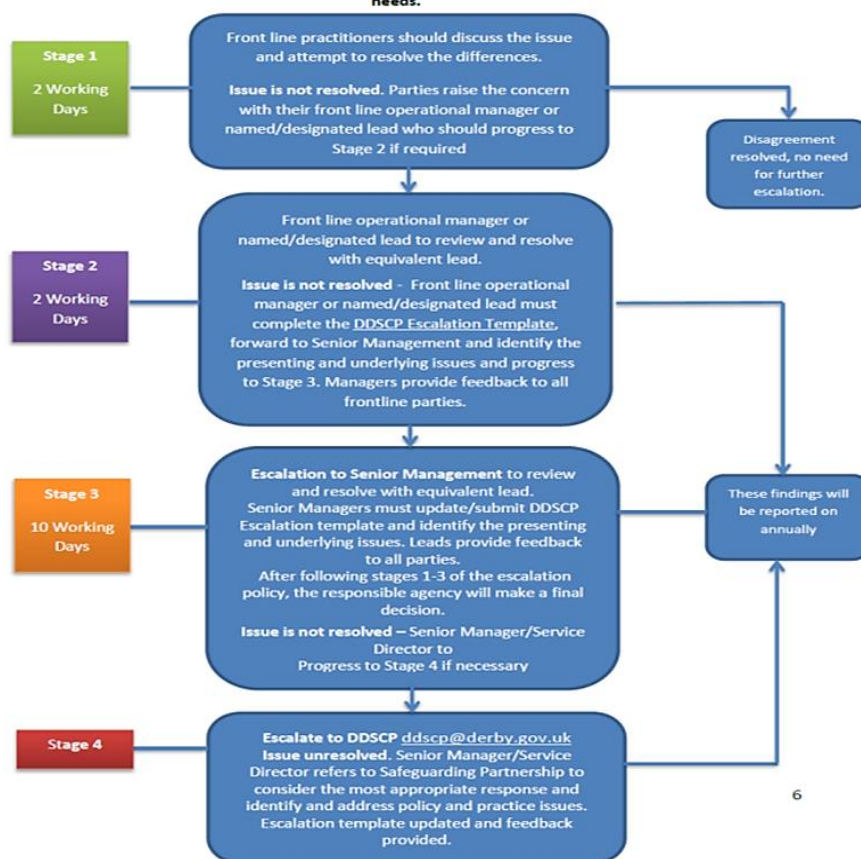 needs.
Stage 1
2 Working
Days
Front line practitioners should discuss the issue
and attempt to resolve the differences.
Issue is not resolved. Parties raise the concern
with their front line operational manager or
named/designated lead who should progress to
Stage 2 if required
Disagreement
resolved, no need
for further
escalation.
Stage 2
2 Working
Days
Front line operational manager or
named/designated lead to review and resolve
with equivalent lead.
Issue is not resolved - Front line operational
manager or named/designated lead must
complete the DDSCP Escalation Template,
forward to Senior Management and identify the
presenting and underlying issues and progress
to Stage 3. Managers provide feedback to all
frontline parties.
Stage 3
10 Working
Days
Escalation to Senior Management to review
and resolve with equivalent lead.
Senior Managers must update/submit DDSCP
Escalation template and identify the presenting
and underlying issues. Leads provide feedback
to all parties.
After following stages 1-3 of the escalation
policy, the responsible agency will make a final
decision.
Issue is not resolved – Senior Manager/Service
Director to
Progress to Stage 4 if necessary
These findings will
be reported on
annually
Stage 4
Escalate to DDSCP ddscp@derby.gov.uk
Issue unresolved. Senior Manager/Service
Director refers to Safeguarding Partnership to
consider the most appropriate response and
identify and address policy and practice issues.
Escalation template updated and feedback
provided.
6